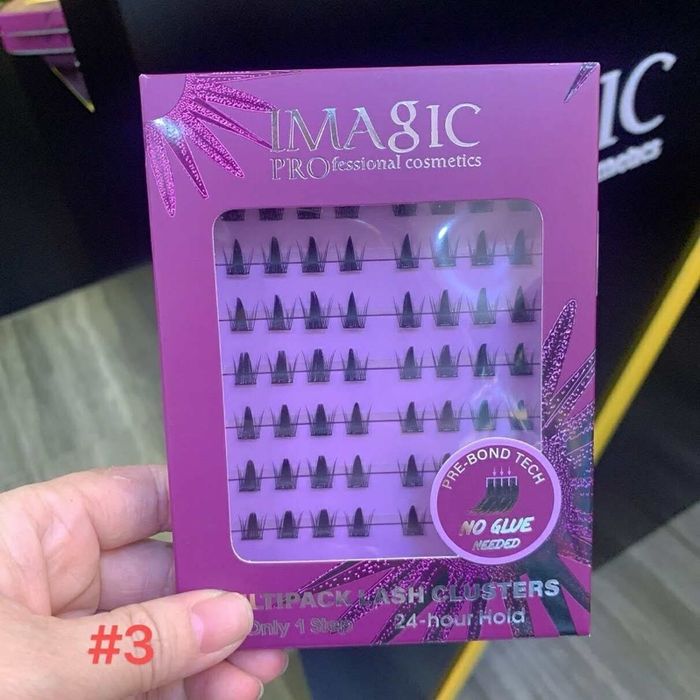 IMAGIC
PROfessional cosmetics
IC
PRE-BOND TECH
NO GLUE
NEEDED
LTIPACK LASH CLUSTERS
Only 1 Step
24-hour Hold
#3